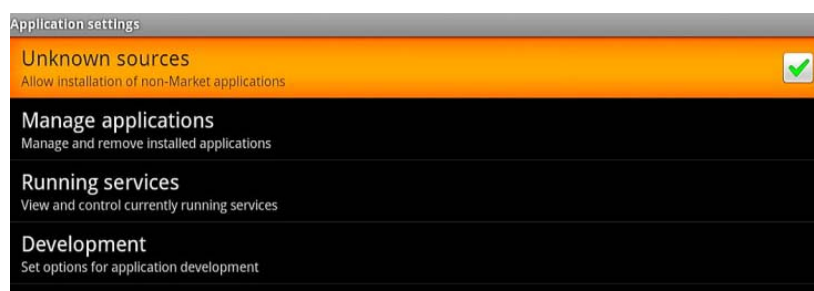 Application settings
Unknown sources
Allow installation of non-Market applications
Manage applications
Manage and remove installed applications
Running services
View and control currently running services
Development
Set options for application development